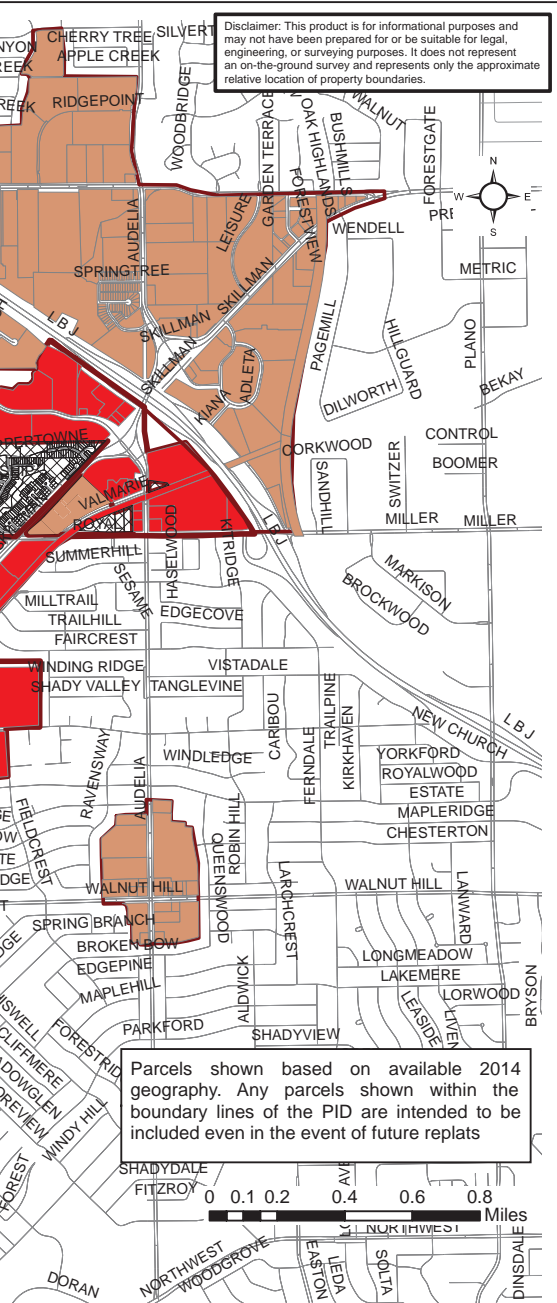 Disclaimer: This product is for informational purposes and
may not have been prepared for or be suitable for legal,
engineering, or surveying purposes. It does not represent
an on-the-ground survey and represents only the approximate
relative location of property boundaries.
CHERRY TREE
APPLE CREEK
RIDGEPOINT
WOODBRIDGE
GARDEN TERRACE
OAK HIGHLANDS
BUSHMILLS
WALNUT
FORESTGATE
N
W
E
S
AUDELIA
LEISURE
FORESTVIEW
WENDELL
SPRINGTREE
SKILLMAN
METRIC
LBJ
SKILLMAN
SKILLMAN
PAGEMILL
HILLGUARD
PLANO
KIANA
ADLETA
DILWORTH
BEKAY
CORKWOOD
CONTROL
BOOMER
SANDHILL
SWITZER
VALMARIE
ROYAL
LBJ
MILLER
MILLER
SUMMERHILL
SESAME
HASELWOOD
KTRIDGE
MARKISON
BROCKWOOD
MILLTRAIL
TRAILHILL
FAIRCREST
EDGECOVE
WINDING RIDGE
VISTADALE
SHADY VALLEY
TANGLEVINE
CARIBOU
FERNDALE
TRAILPINE
KIRKHAVEN
NEW CHURCH
LBJ
RAVENSWAY
AUDELIA
WINDLEDGE
YORKFORD
ROYALWOOD
ESTATE
MAPLERIDGE
CHESTERTON
FIELDCREST
ROBIN HILL
QUEENSWOOD
LARCHCREST
WALNUT HILL
WALNUT HILL
LANWARD
SPRING BRANCH
BROKEN BOW
EDGEPINE
MAPLEHILL
PARKFORD
ALDWICK
SHADYVIEW
LONGMEADOW
LAKEMERE
LORWOOD
LEASIDE
BRYSON
CLIFFMERE
WINDY HILL
Parcels shown based on available 2014
geography. Any parcels shown within the
boundary lines of the PID are intended to be
included even in the event of future replats
SHADYDALE
FITZROY
FOREST
0 0.1 0.2 0.4 0.6 0.8
Miles
NORTHWEST
NORTHWEST
WOODGROVE
DORAN
EASTON
LEDA
SOLTA
DINSDALE